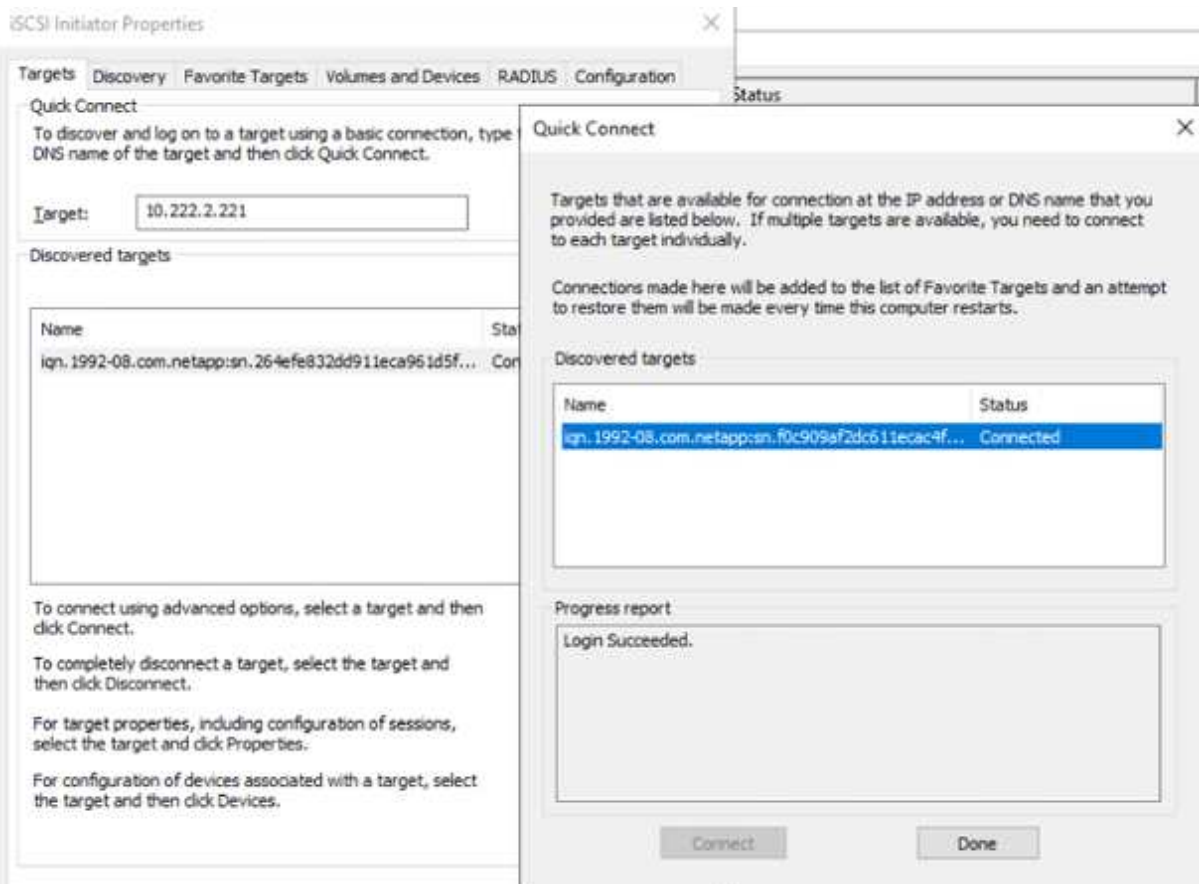 iSCSI Initiator Properties
Targets Discovery Favorite Targets Volumes and Devices RADIUS Configuration
Quick Connect
To discover and log on to a target using a basic connection, type
DNS name of the target and then click Quick Connect.
Target: 10.222.2.221
Discovered targets
Name
iqn.1992-08.com.netapp:sn.264efe832dd911eca961d5f... Con
To connect using advanced options, select a target and then
click Connect.
To completely disconnect a target, select the target and
then click Disconnect.
For target properties, including configuration of sessions,
select the target and click Properties.
For configuration of devices associated with a target, select
the target and then click Devices.
Status
Quick Connect
Targets that are available for connection at the IP address or DNS name that you
provided are listed below. If multiple targets are available, you need to connect
to each target individually.
Connections made here will be added to the list of Favorite Targets and an attempt
to restore them will be made every time this computer restarts.
Discovered targets
Name Status
iqn.1992-08.com.netapp:sn.f0c909af2dc611ecac4f... Connected
Progress report
Login Succeeded.
Connect Done